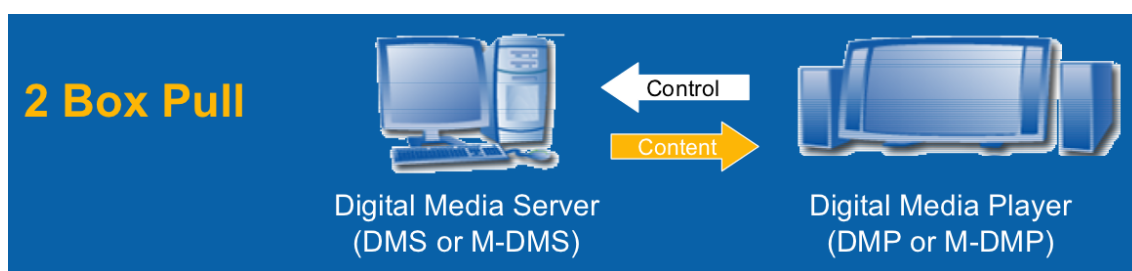 2 Box Pull
Control
Content
Digital Media Server
(DMS or M-DMS)
Digital Media Player
(DMP or M-DMP)